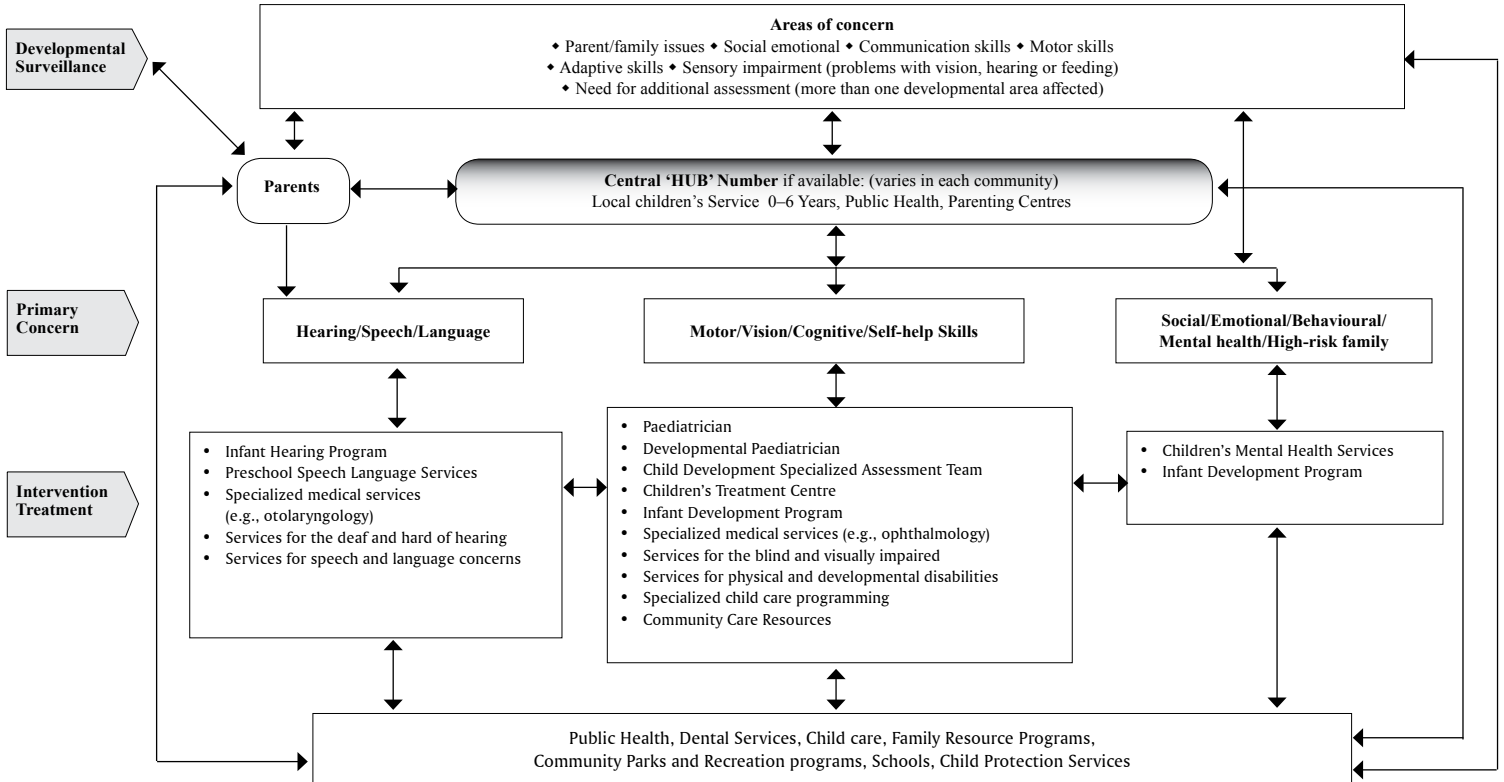 Areas of concern
◆ Parent/family issues ◆ Social emotional ◆ Communication skills ◆ Motor skills
◆ Adaptive skills ◆ Sensory impairment (problems with vision, hearing or feeding)
◆ Need for additional assessment (more than one developmental area affected)
Developmental
Surveillance
Parents
Central ‘HUB’ Number if available: (varies in each community)
Local children’s Service 0–6 Years, Public Health, Parenting Centres
Primary
Concern
Hearing/Speech/Language
Motor/Vision/Cognitive/Self-help Skills
Social/Emotional/Behavioural/
Mental health/High-risk family
Intervention
Treatment
• Infant Hearing Program
• Preschool Speech Language Services
• Specialized medical services
(e.g., otolaryngology)
• Services for the deaf and hard of hearing
• Services for speech and language concerns
• Paediatrician
• Developmental Paediatrician
• Child Development Specialized Assessment Team
• Children’s Treatment Centre
• Infant Development Program
• Specialized medical services (e.g., ophthalmology)
• Services for the blind and visually impaired
• Services for physical and developmental disabilities
• Specialized child care programming
• Community Care Resources
• Children’s Mental Health Services
• Infant Development Program
Public Health, Dental Services, Child care, Family Resource Programs,
Community Parks and Recreation programs, Schools, Child Protection Services